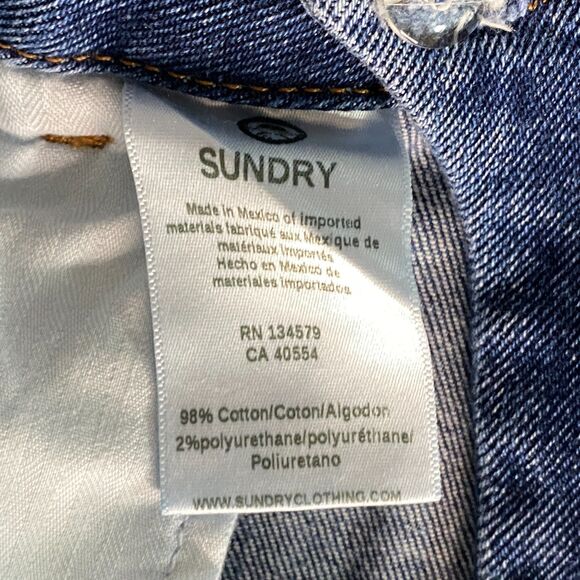 SUNDRY
Made in Mexico of imported
materials fabriqué aux Mexique de
matériaux importés
Hecho en Mexico de
materiales importados
RN 134579
CA 40554
98% Cotton/Coton/Algodon
2%polyurethane/polyuréthane/
Poliuretano
WWW.SUNDRYCLOTHING.COM